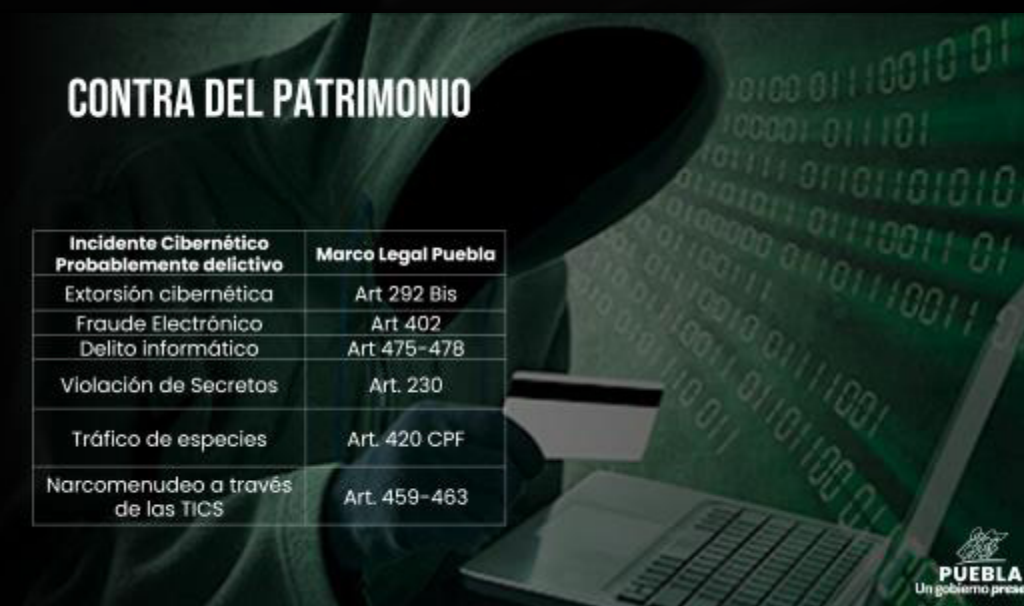 CONTRA DEL PATRIMONIO
Incidente Cibernético
Probablemente delictivo
Marco Legal Puebla
Extorsión cibernética
Art 292 Bis
Fraude Electrónico
Art 402
Delito informático
Art 475-478
Violación de Secretos
Art. 230
Tráfico de especies
Art. 420 CPF
Narcomenudeo a través
de las TICS
Art. 459-463
PUEBLA
Un gobierno